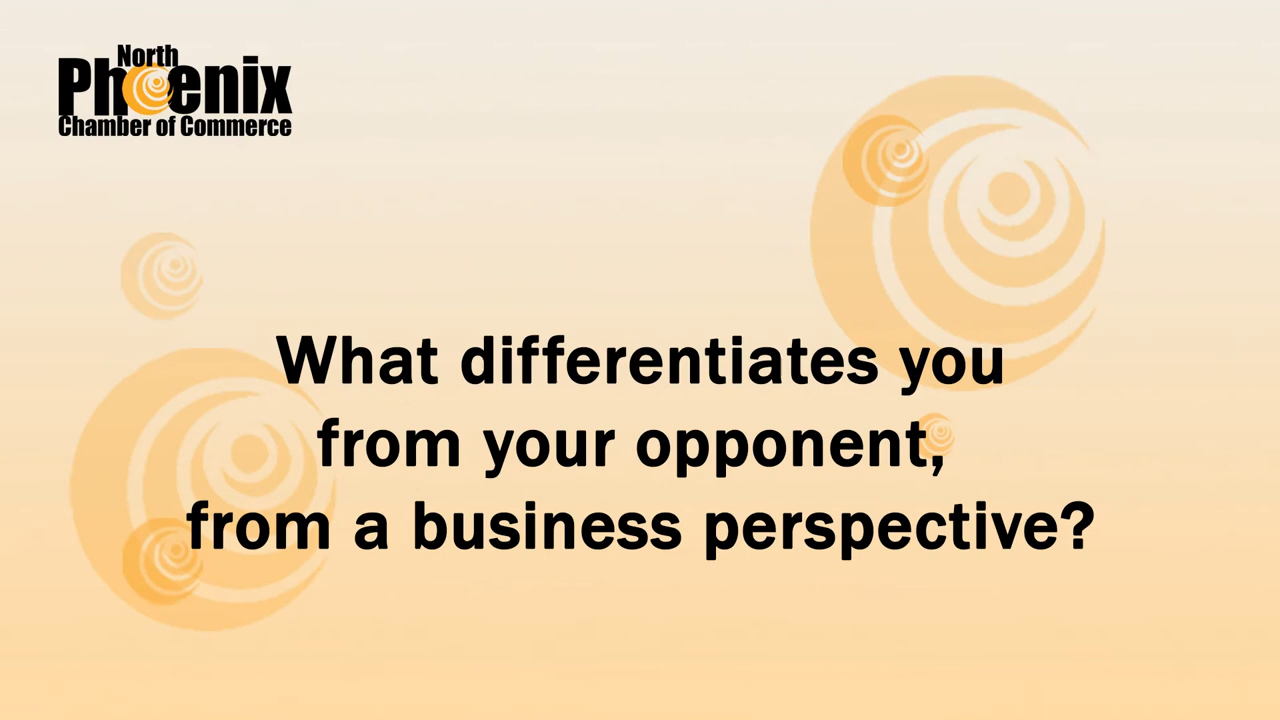 North
Phoenix
Chamber of Commerce
What differentiates you
from your opponent,
from a business perspective?